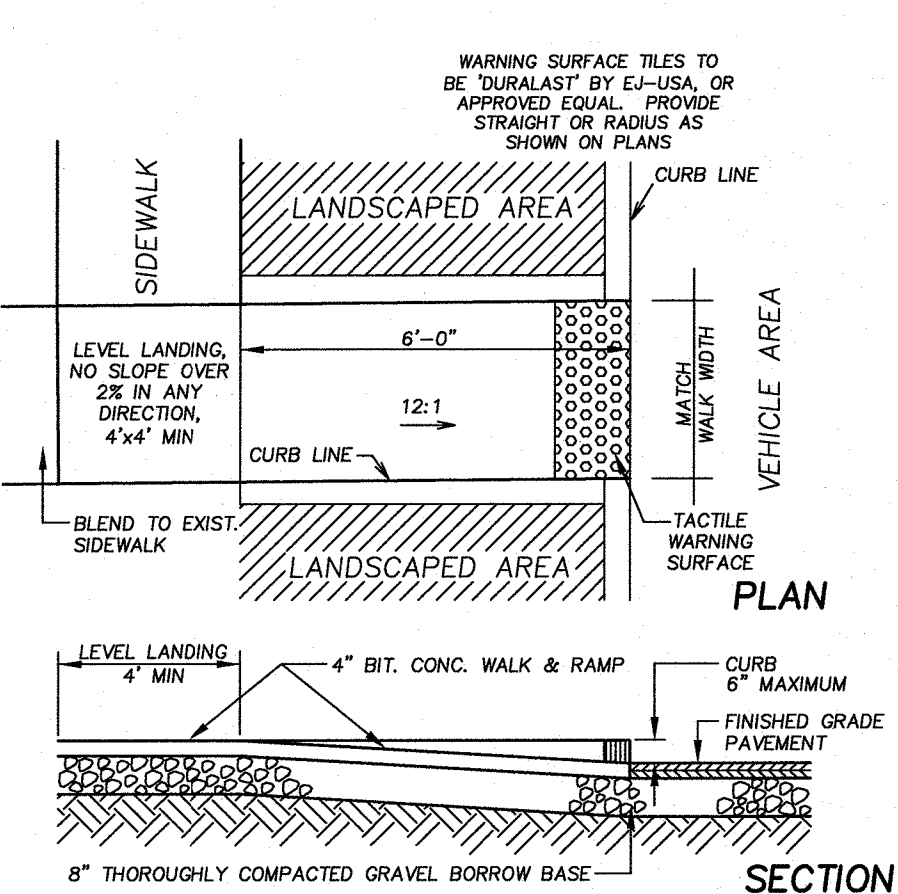 WARNING SURFACE TILES TO
BE 'DURALAST' BY EJ-USA, OR
APPROVED EQUAL. PROVIDE
STRAIGHT OR RADIUS AS
SHOWN ON PLANS
CURB LINE
SIDEWALK
LANDSCAPED AREA
6'-0"
LEVEL LANDING,
NO SLOPE OVER
2% IN ANY
DIRECTION,
4'x4' MIN
12:1
MATCH
WALK WIDTH
VEHICLE AREA
CURB LINE
BLEND TO EXIST.
SIDEWALK
TACTILE
WARNING
SURFACE
LANDSCAPED AREA
PLAN
LEVEL LANDING
4' MIN
4" BIT. CONC. WALK & RAMP
CURB
6" MAXIMUM
FINISHED GRADE
PAVEMENT
8" THOROUGHLY COMPACTED GRAVEL BORROW BASE
SECTION